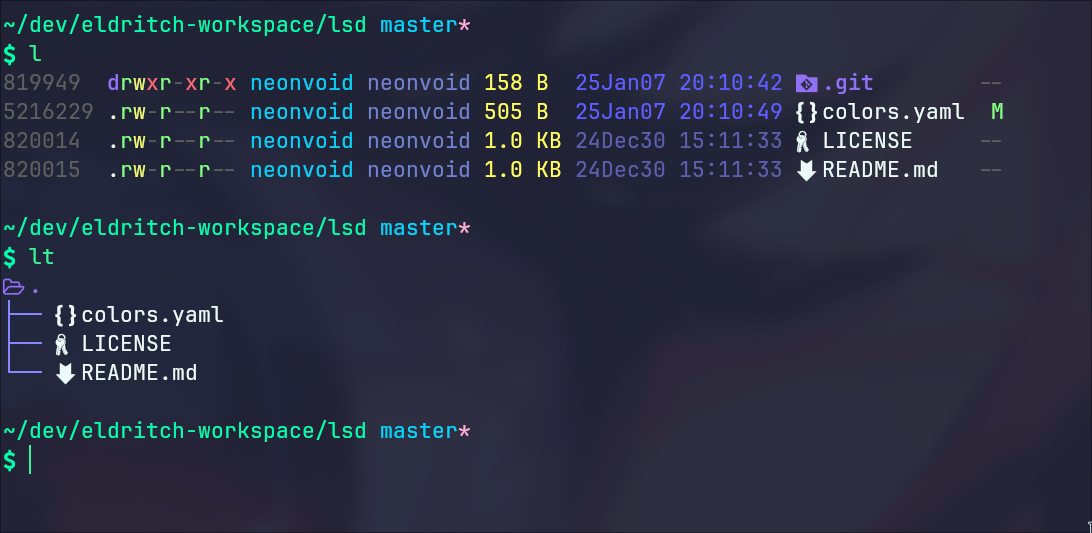 ~/dev/eldritch-workspace/lsd master*
$ l
819949 drwxr-xr-x neonvoid neonvoid 158 B 25Jan07 20:10:42 .git --
5216229 .rw-r--r-- neonvoid neonvoid 505 B 25Jan07 20:10:49 {}colors.yaml M
820014 .rw-r--r-- neonvoid neonvoid 1.0 KB 24Dec30 15:11:33 LICENSE --
820015 .rw-r--r-- neonvoid neonvoid 1.0 KB 24Dec30 15:11:33 README.md --
~/dev/eldritch-workspace/lsd master*
$ lt
.
├── {}colors.yaml
├── LICENSE
└── README.md
~/dev/eldritch-workspace/lsd master*
$